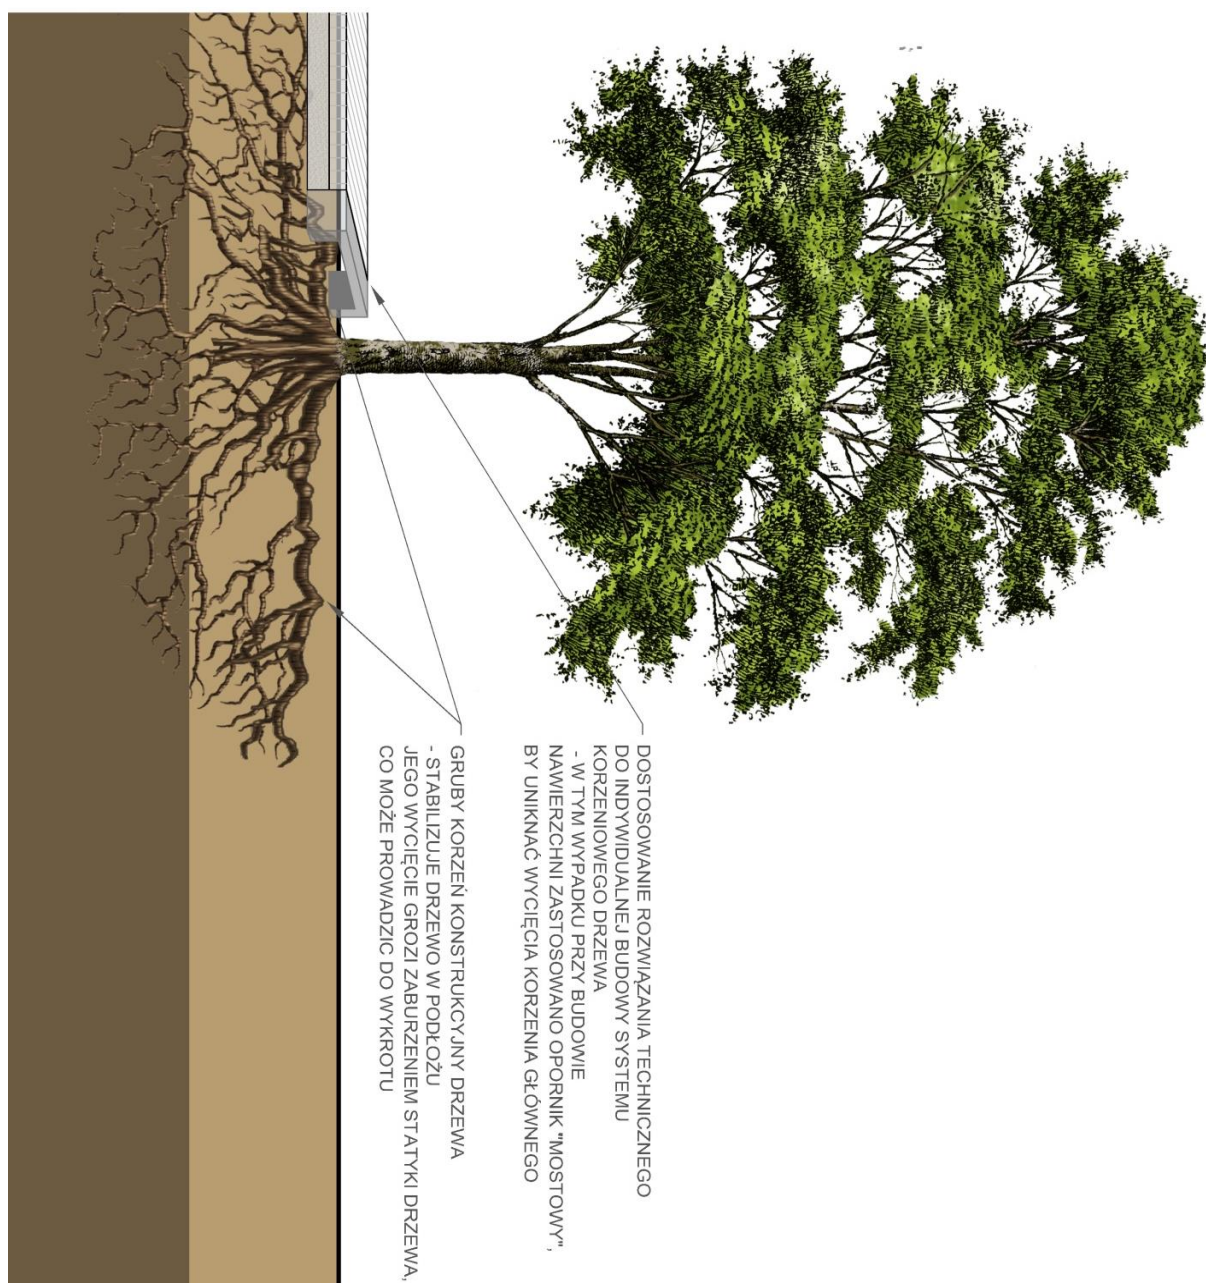 DOSTOSOWANIE ROZWIĄZANIA TECHNICZNEGO
DO INDYWIDUALNEJ BUDOWY SYSTEMU
KORZENIOWEGO DRZEWA
- W TYM WYPADKU PRZY BUDOWIE
NAWIERZCHNI ZASTOSOWANO OPORNIK "MOSTOWY",
BY UNIKNAĆ WYCIĘCIA KORZENIA GŁÓWNEGO
GRUBY KORZEŃ KONSTRUKCYJNY DRZEWA
- STABILIZUJE DRZEWO W PODŁOŻU
JEGO WYCIĘCIE GROZI ZABURZENIEM STATYKI DRZEWA,
CO MOŻE PROWADZIC DO WYKROTU